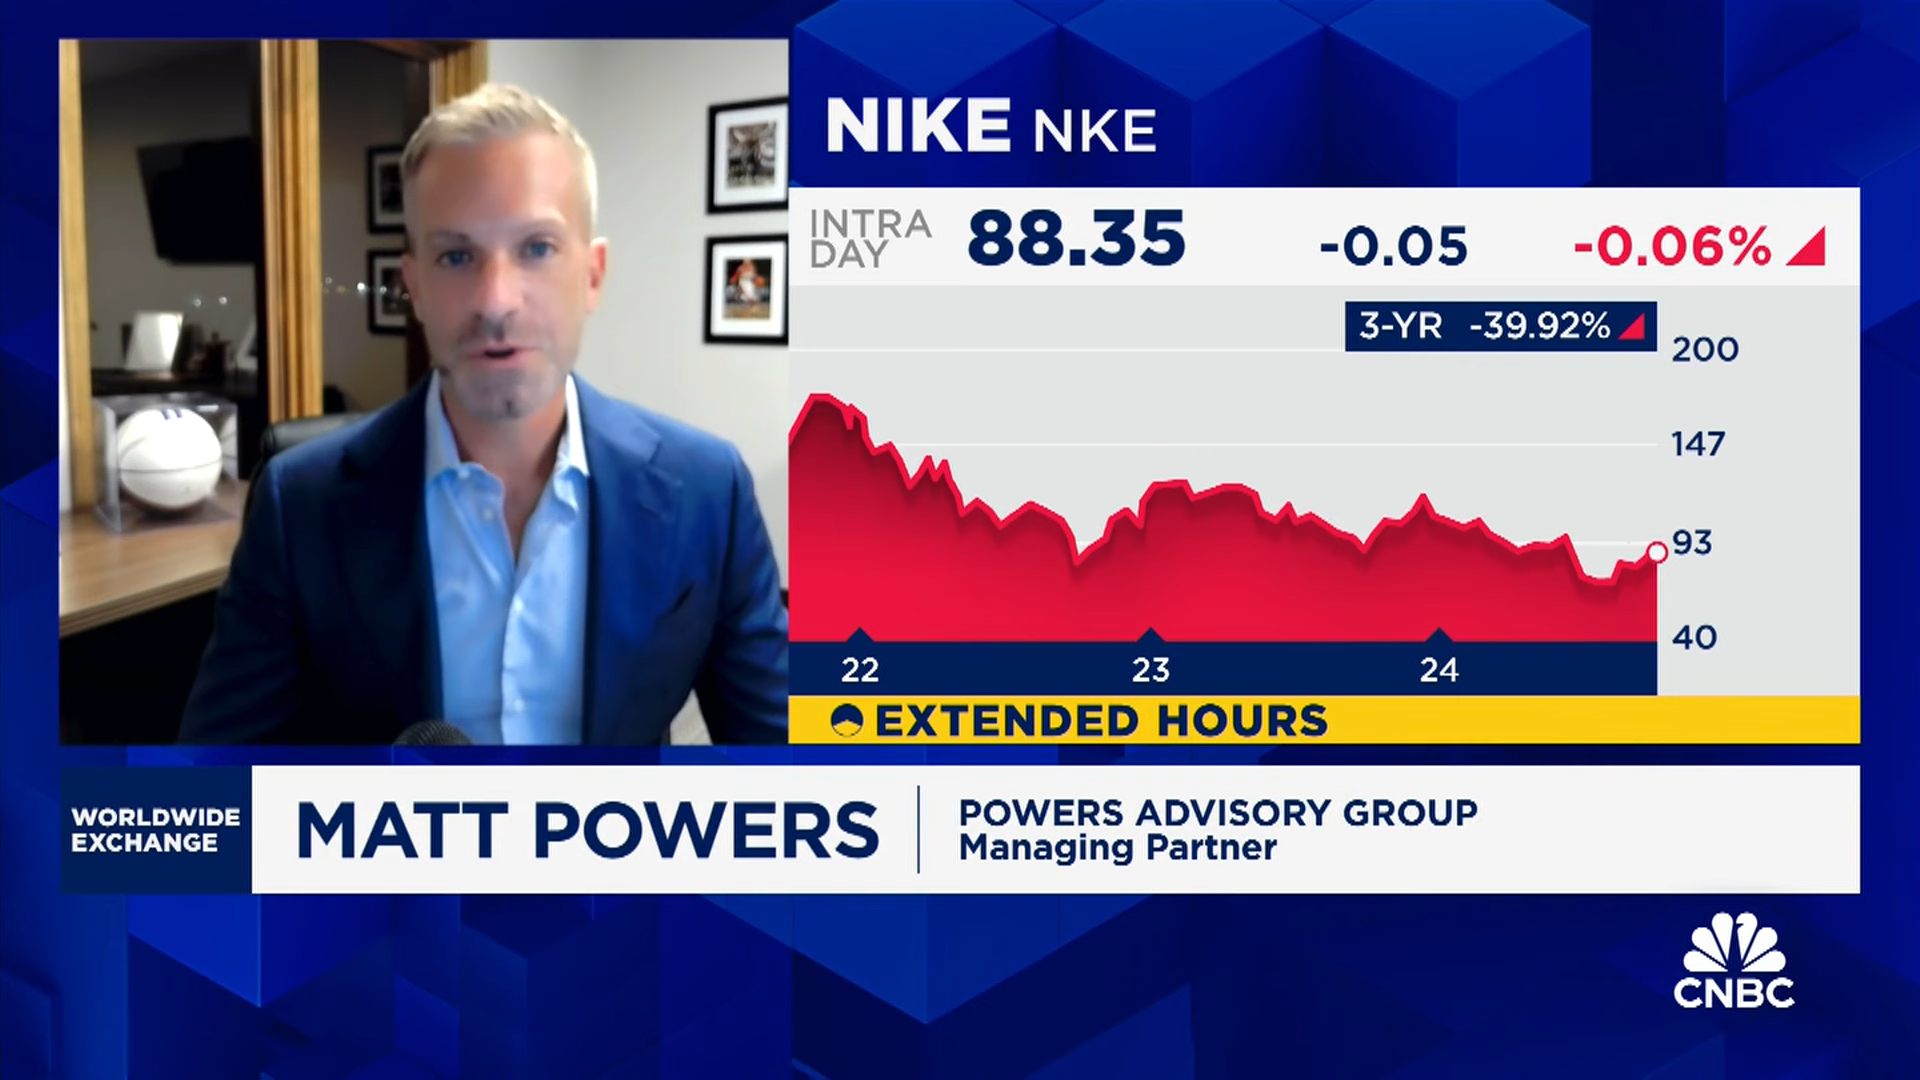 NIKE NKE
INTRA
DAY
88.35 -0.05 -0.06%
3-YR -39.92%
200
147
93
40
22 23 24
EXTENDED HOURS
WORLDWIDE
EXCHANGE
MATT POWERS
POWERS ADVISORY GROUP
Managing Partner
CNBC